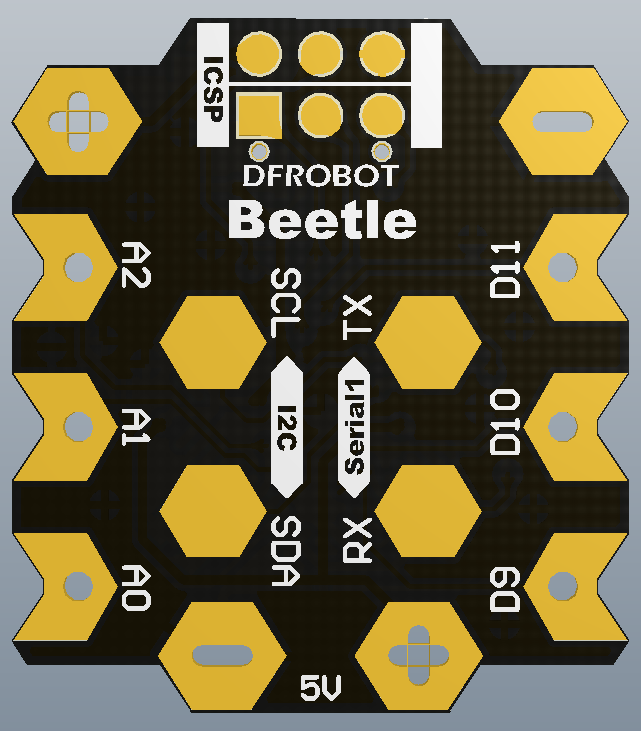 ICSP
DFROBOT
Beetle
A2
SCL
TX
D11
A1
I2C
Serial1
D10
A0
SDA
RX
D9
5V